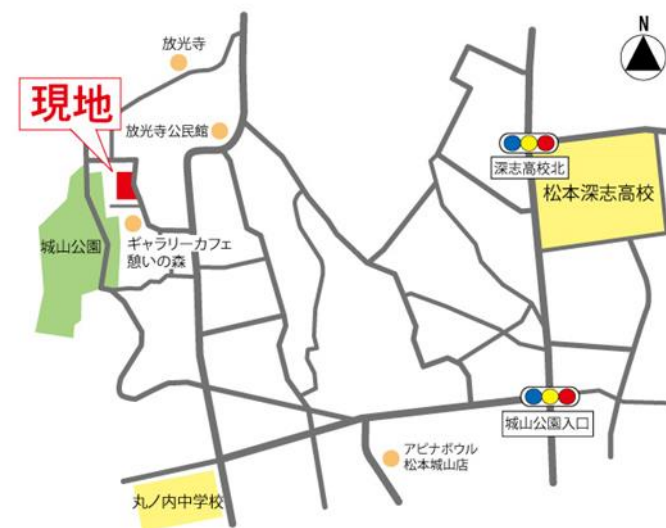 N
放光寺
現地
放光寺公民館
深志高校北
松本深志高校
城山公園
ギャラリーカフェ
憩いの森
城山公園入口
アピナボウル
松本城山店
丸ノ内中学校